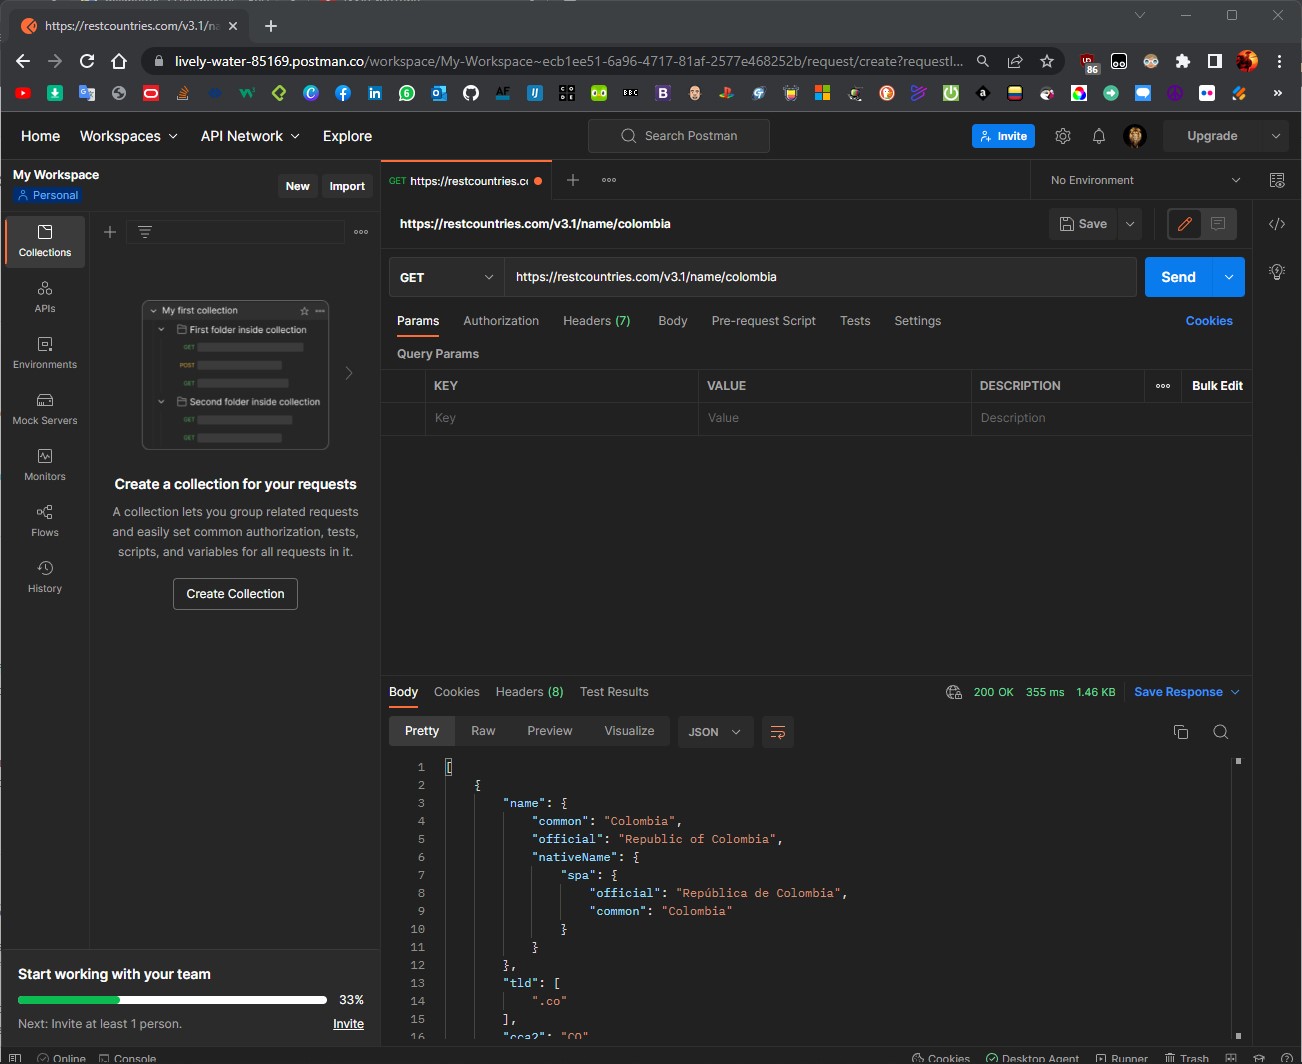 https://restcountries.com/v3.1/na
lively-water-85169.postman.co/workspace/My-Workspace~ecb1ee51-6a96-4717-81af-2577e468252b/request/create?requestI...
86
BBC
Home Workspaces API Network Explore
Search Postman
Invite
Upgrade
My Workspace
Personal
New Import
GET https://restcountries.co
No Environment
https://restcountries.com/v3.1/name/colombia
Save
Collections
APIs
Environments
Mock Servers
Monitors
Flows
History
My first collection
First folder inside collection
GET
POST
GET
Second folder inside collection
GET
GET
Create a collection for your requests
A collection lets you group related requests
and easily set common authorization, tests,
scripts, and variables for all requests in it.
Create Collection
GET https://restcountries.com/v3.1/name/colombia
Send
Params Authorization Headers (7) Body Pre-request Script Tests Settings
Cookies
Query Params
KEY VALUE DESCRIPTION ooo Bulk Edit
Key Value Description
Body Cookies Headers (8) Test Results
200 OK 355 ms 1.46 KB Save Response
Pretty Raw Preview Visualize JSON
1 [
2 {
3 "name": {
4 "common": "Colombia",
5 "official": "Republic of Colombia",
6 "nativeName": {
7 "spa": {
8 "official": "República de Colombia",
9 "common": "Colombia"
10 }
11 }
12 },
13 "tld": [
14 ".co"
15 ],
16 "cca2": "CO"
Start working with your team
33%
Next: Invite at least 1 person.
Invite
Online Console
Cookies Desktop Agent Runner Trash